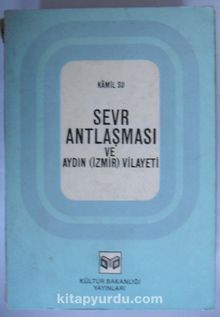 KÂMİL SU
SEVR
ANTLAŞMASI
VE
AYDIN (İZMİR) VİLAYETİ
KÜLTÜR BAKANLIĞI
YAYINLARI
kitapyurdu.com